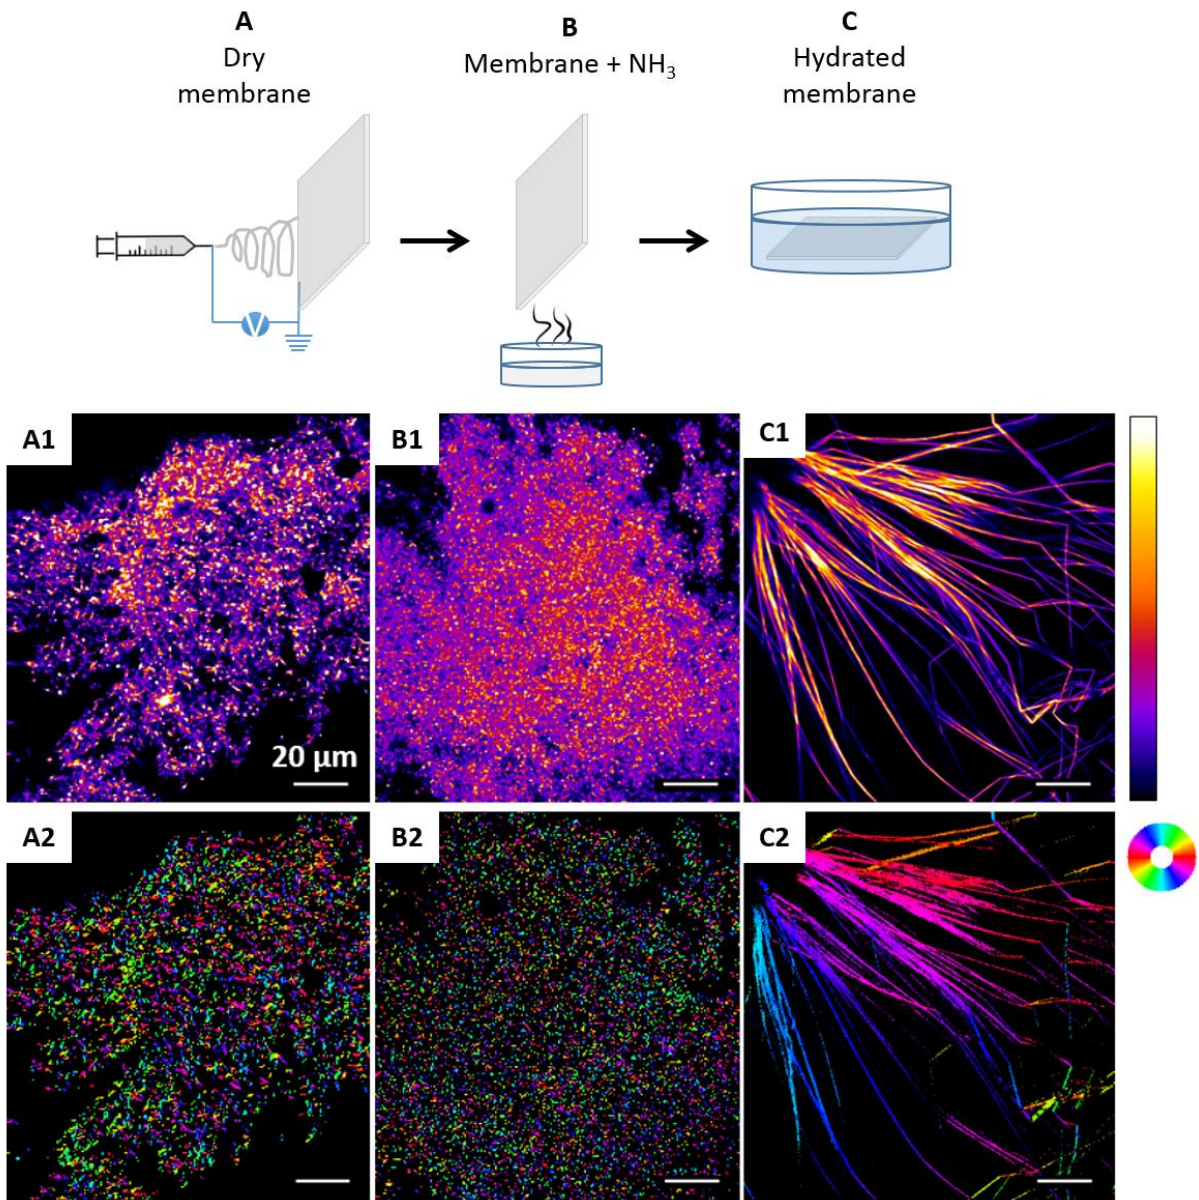 A
Dry
membrane
B
Membrane + NH₃
C
Hydrated
membrane
V
A1
B1
C1
20 µm
A2
B2
C2